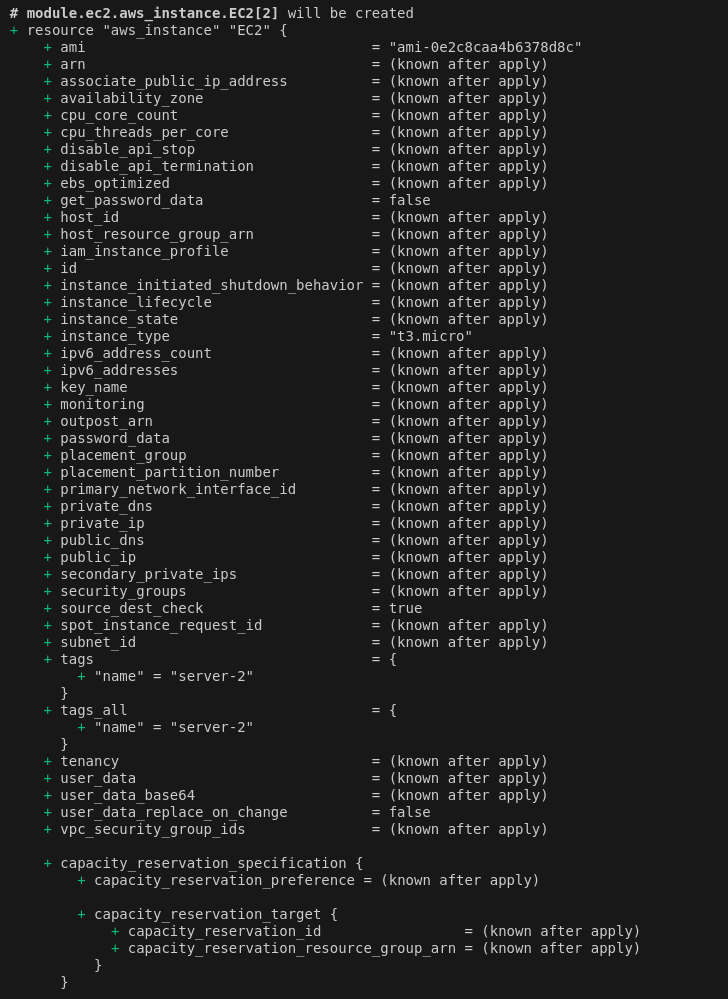 # module.ec2.aws_instance.EC2[2] will be created
+ resource "aws_instance" "EC2" {
    + ami                                  = "ami-0e2c8caa4b6378d8c"
    + arn                                  = (known after apply)
    + associate_public_ip_address          = (known after apply)
    + availability_zone                    = (known after apply)
    + cpu_core_count                       = (known after apply)
    + cpu_threads_per_core                 = (known after apply)
    + disable_api_stop                     = (known after apply)
    + disable_api_termination              = (known after apply)
    + ebs_optimized                        = (known after apply)
    + get_password_data                    = false
    + host_id                              = (known after apply)
    + host_resource_group_arn              = (known after apply)
    + iam_instance_profile                 = (known after apply)
    + id                                   = (known after apply)
    + instance_initiated_shutdown_behavior = (known after apply)
    + instance_lifecycle                   = (known after apply)
    + instance_state                       = (known after apply)
    + instance_type                        = "t3.micro"
    + ipv6_address_count                   = (known after apply)
    + ipv6_addresses                       = (known after apply)
    + key_name                             = (known after apply)
    + monitoring                           = (known after apply)
    + outpost_arn                          = (known after apply)
    + password_data                        = (known after apply)
    + placement_group                      = (known after apply)
    + placement_partition_number           = (known after apply)
    + primary_network_interface_id         = (known after apply)
    + private_dns                          = (known after apply)
    + private_ip                           = (known after apply)
    + public_dns                           = (known after apply)
    + public_ip                            = (known after apply)
    + secondary_private_ips                = (known after apply)
    + security_groups                      = (known after apply)
    + source_dest_check                    = true
    + spot_instance_request_id             = (known after apply)
    + subnet_id                            = (known after apply)
    + tags                                 = {
        + "name" = "server-2"
      }
    + tags_all                             = {
        + "name" = "server-2"
      }
    + tenancy                              = (known after apply)
    + user_data                            = (known after apply)
    + user_data_base64                     = (known after apply)
    + user_data_replace_on_change          = false
    + vpc_security_group_ids               = (known after apply)

    + capacity_reservation_specification {
        + capacity_reservation_preference = (known after apply)

        + capacity_reservation_target {
            + capacity_reservation_id                 = (known after apply)
            + capacity_reservation_resource_group_arn = (known after apply)
          }
      }